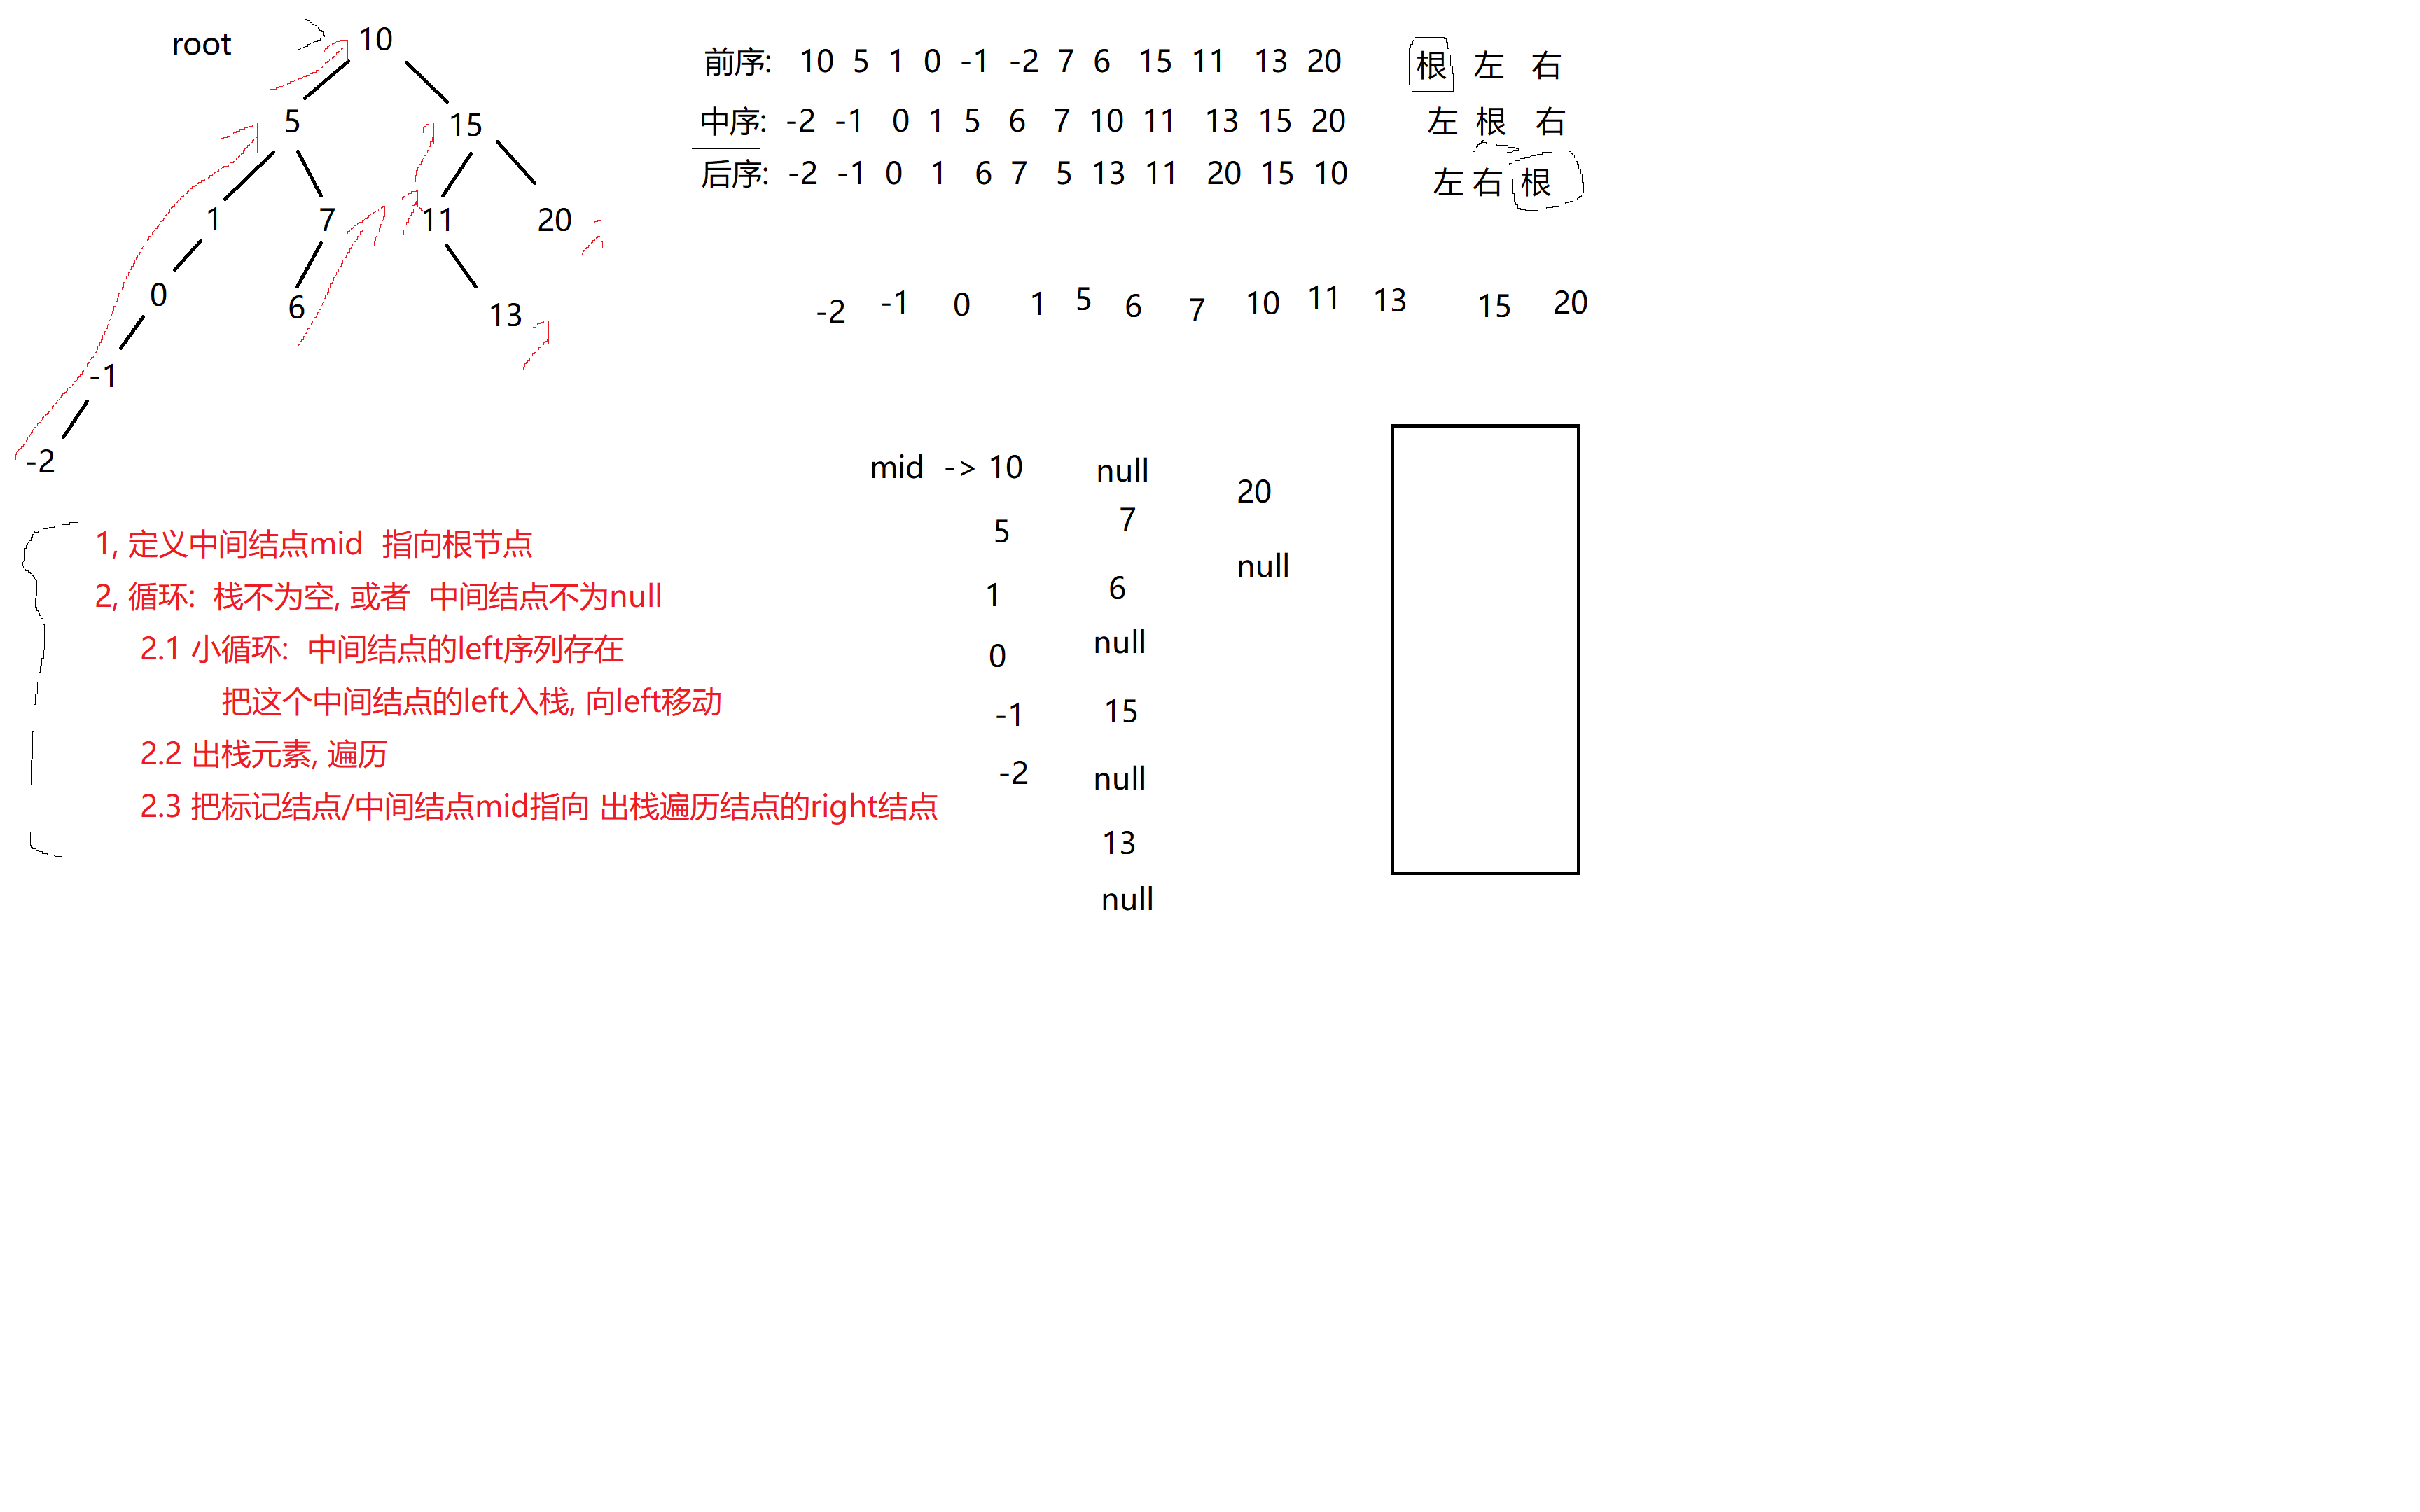 root
10
5
15
1
7
11
20
0
6
13
-1
-2
前序: 10 5 1 0 -1 -2 7 6 15 11 13 20 根 左 右
中序: -2 -1 0 1 5 6 7 10 11 13 15 20 左 根 右
后序: -2 -1 0 1 6 7 5 13 11 20 15 10 左 右 根
-2 -1 0 1 5 6 7 10 11 13 15 20
1, 定义中间结点mid 指向根节点
2, 循环: 栈不为空, 或者 中间结点不为null
2.1 小循环: 中间结点的left序列存在
把这个中间结点的left入栈, 向left移动
2.2 出栈元素, 遍历
2.3 把标记结点/中间结点mid指向 出栈遍历结点的right结点
mid -> 10
5
1
0
-1
-2
null
7
6
null
15
null
13
null
20
null